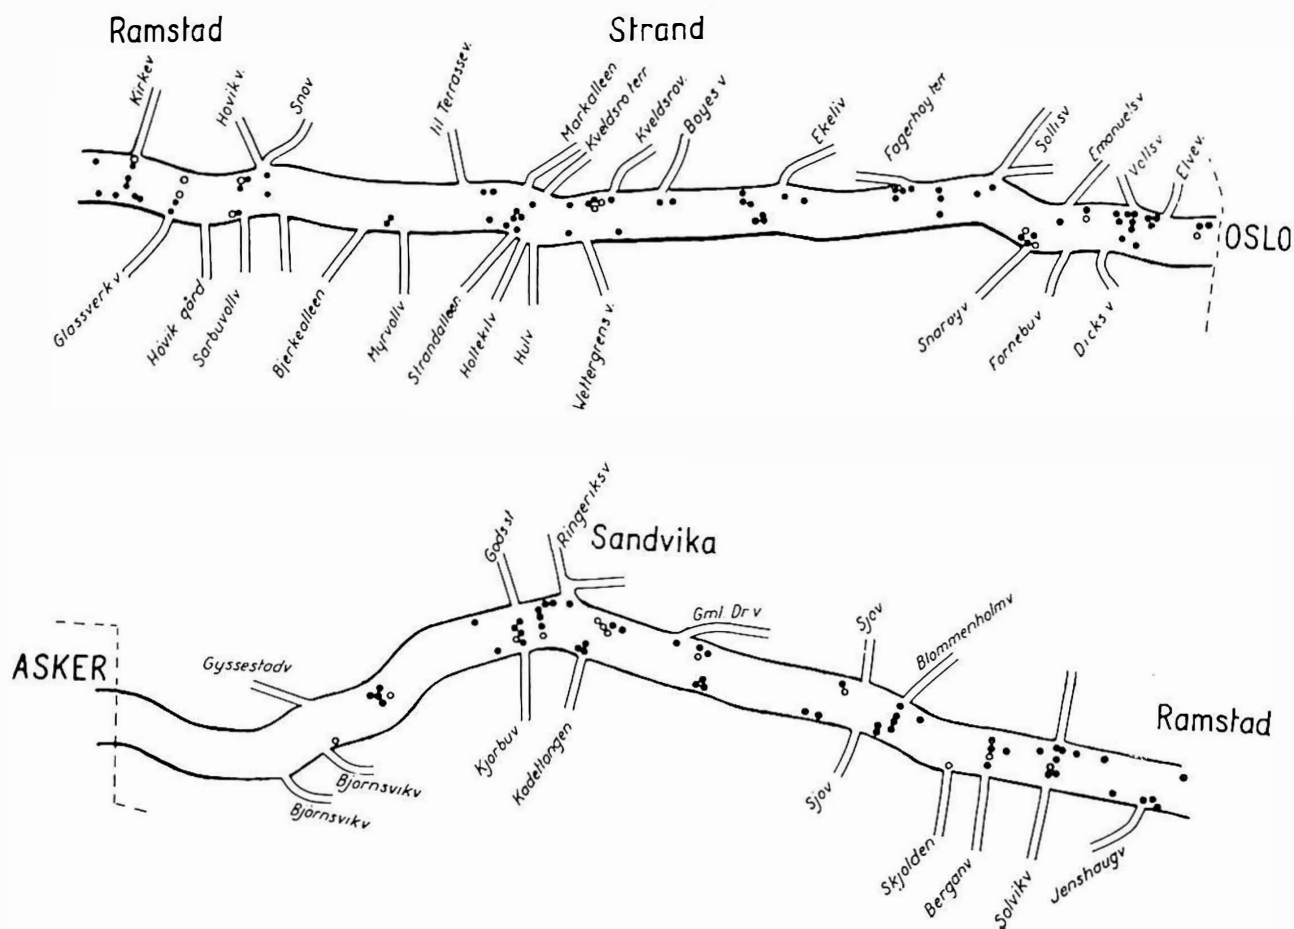 Ramstad
Strand
Kirkev
Hovik v.
Snov
til Terrassev.
Markalleen
Kveldsro terr
Kveldsrov.
Boyes v
Ekeliv
Fagerhoy terr
Sollisv
Emanuelsv
Vollsv
Elvev.
OSLO
Glassverk v
Hovik gård
Sarbuvollv
Bjerkealleen
Myrvollv
Strandalleen
Holtekilv
Hulv
Wettergrens v.
Snaroyv
Fornebuv
Dicks v
Godsst
Ringeriksv
Sandvika
Gml. Dr v
Sjov
Blommenholmv
ASKER
Gyssestadv
Ramstad
Bjornsvikv
Björnsvikv
Kjorbuv
Kadettangen
Sjov
Skjolden
Berganv
Solvikv
Jenshaugv